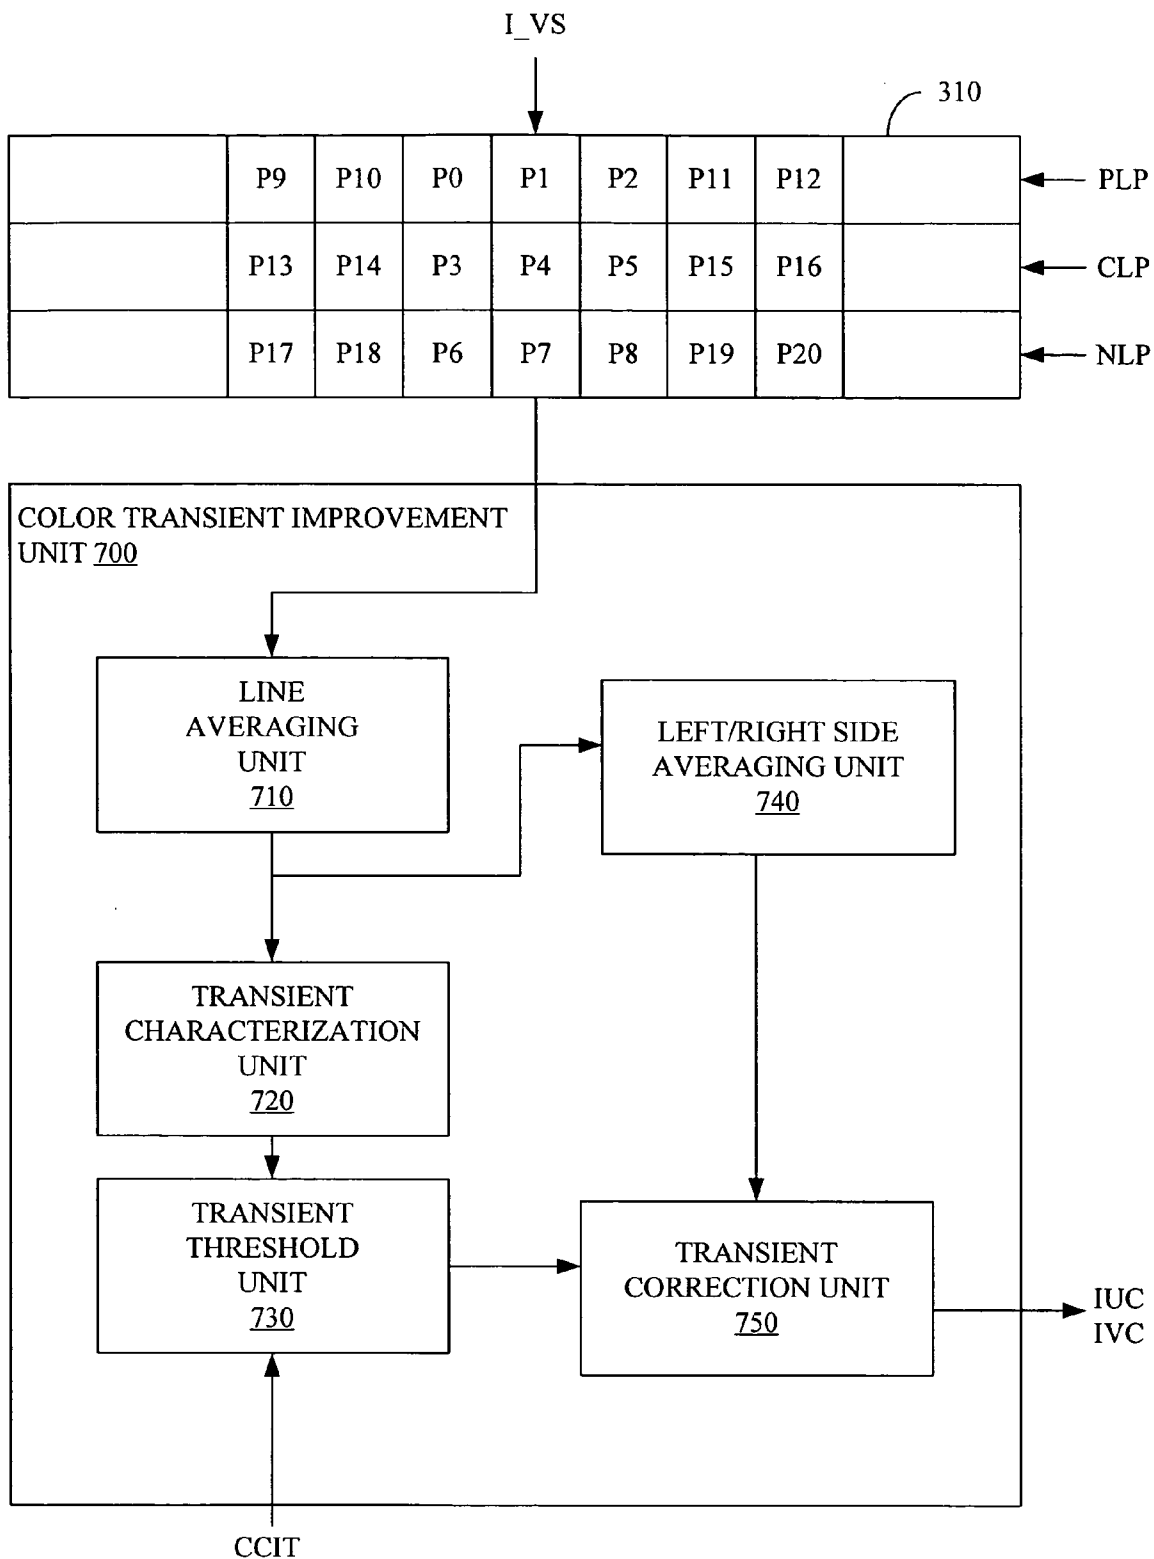 I_VS
310
P9 P10 P0 P1 P2 P11 P12
PLP
P13 P14 P3 P4 P5 P15 P16
CLP
P17 P18 P6 P7 P8 P19 P20
NLP
COLOR TRANSIENT IMPROVEMENT
UNIT 700
LINE
AVERAGING
UNIT
710
LEFT/RIGHT SIDE
AVERAGING UNIT
740
TRANSIENT
CHARACTERIZATION
UNIT
720
TRANSIENT
THRESHOLD
UNIT
730
TRANSIENT
CORRECTION UNIT
750
IUC
IVC
CCIT